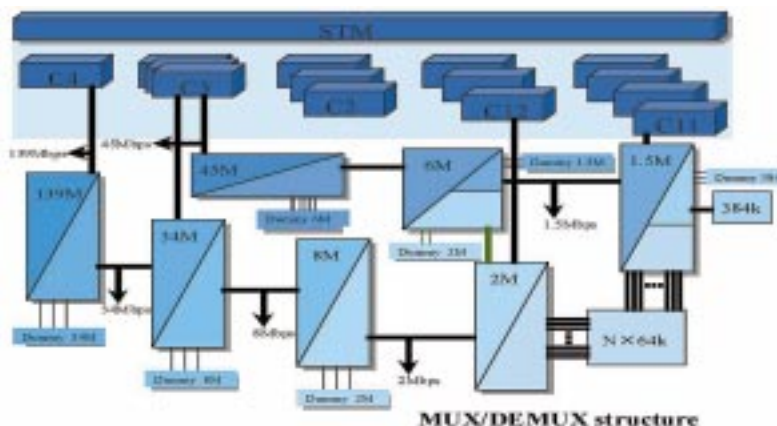 STM
C4
C3
C2
C12
C11
139Mbps
45Mbps
45M
6M
Dummy 1.5M
1.5M
139M
34M
384k
Dummy 6M
1.5Mbps
8M
Dummy 2M
2M
34Mbps
8Mbps
N×64k
Dummy 34M
2Mbps
Dummy 8M
Dummy 2M
MUX/DEMUX structure